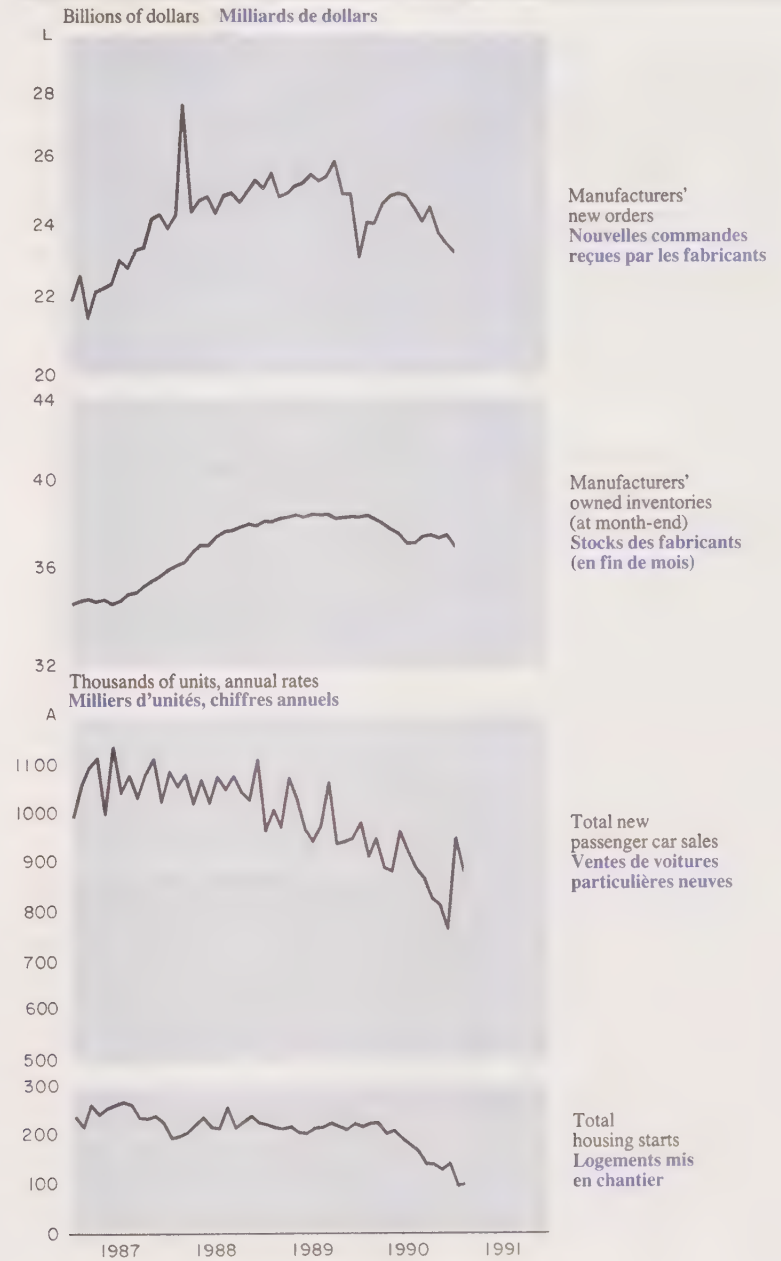 Billions of dollars Milliards de dollars
L
28
26
24
22
20
Manufacturers'
new orders
Nouvelles commandes
reçues par les fabricants
44
40
36
32
Manufacturers'
owned inventories
(at month-end)
Stocks des fabricants
(en fin de mois)
Thousands of units, annual rates
Milliers d'unités, chiffres annuels
A
1100
1000
900
800
700
600
500
Total new
passenger car sales
Ventes de voitures
particulières neuves
300
200
100
0
Total
housing starts
Logements mis
en chantier
1987 1988 1989 1990 1991